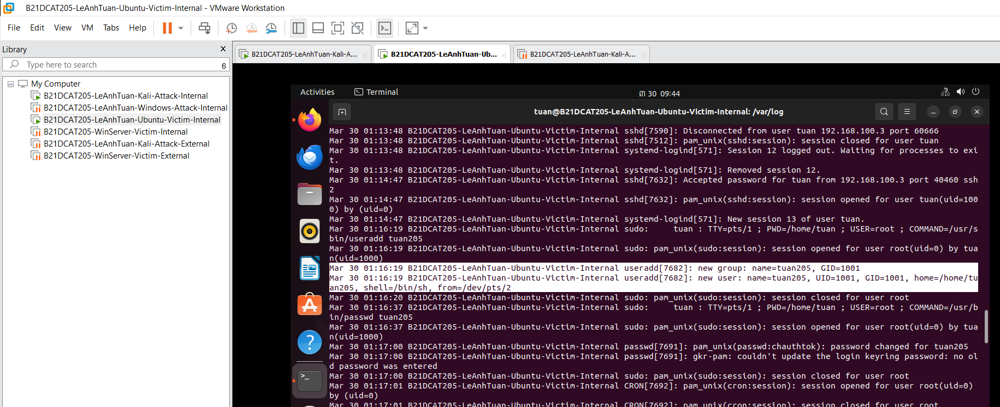 B21DCAT205-LeAnhTuan-Ubuntu-Victim-Internal - VMware Workstation
File Edit View VM Tabs Help
Library
Type here to search
6
My Computer
B21DCAT205-LeAnhTuan-Kali-Attack-Internal
B21DCAT205-LeAnhTuan-Windows-Attack-Internal
B21DCAT205-LeAnhTuan-Ubuntu-Victim-Internal
B21DCAT205-WinServer-Victim-Internal
B21DCAT205-LeAnhTuan-Kali-Attack-External
B21DCAT205-WinServer-Victim-External
B21DCAT205-LeAnhTuan-Kali-A...
B21DCAT205-LeAnhTuan-Ub...
B21DCAT205-LeAnhTuan-Kali-A...
Activities Terminal
30 09:44
tuan@B21DCAT205-LeAnhTuan-Ubuntu-Victim-Internal: /var/log
Mar 30 01:13:48 B21DCAT205-LeAnhTuan-Ubuntu-Victim-Internal sshd[7590]: Disconnected from user tuan 192.168.100.3 port 60666
Mar 30 01:13:48 B21DCAT205-LeAnhTuan-Ubuntu-Victim-Internal sshd[7512]: pam_unix(sshd:session): session closed for user tuan
Mar 30 01:13:48 B21DCAT205-LeAnhTuan-Ubuntu-Victim-Internal systemd-logind[571]: Session 12 logged out. Waiting for processes to exi
t.
Mar 30 01:13:48 B21DCAT205-LeAnhTuan-Ubuntu-Victim-Internal systemd-logind[571]: Removed session 12.
Mar 30 01:14:47 B21DCAT205-LeAnhTuan-Ubuntu-Victim-Internal sshd[7632]: Accepted password for tuan from 192.168.100.3 port 40460 ssh
2
Mar 30 01:14:47 B21DCAT205-LeAnhTuan-Ubuntu-Victim-Internal sshd[7632]: pam_unix(sshd:session): session opened for user tuan(uid=100
0) by (uid=0)
Mar 30 01:14:47 B21DCAT205-LeAnhTuan-Ubuntu-Victim-Internal systemd-logind[571]: New session 13 of user tuan.
Mar 30 01:16:19 B21DCAT205-LeAnhTuan-Ubuntu-Victim-Internal sudo:     tuan : TTY=pts/1 ; PWD=/home/tuan ; USER=root ; COMMAND=/usr/s
bin/useradd tuan205
Mar 30 01:16:19 B21DCAT205-LeAnhTuan-Ubuntu-Victim-Internal sudo: pam_unix(sudo:session): session opened for user root(uid=0) by tua
n(uid=1000)
Mar 30 01:16:19 B21DCAT205-LeAnhTuan-Ubuntu-Victim-Internal useradd[7682]: new group: name=tuan205, GID=1001
Mar 30 01:16:19 B21DCAT205-LeAnhTuan-Ubuntu-Victim-Internal useradd[7682]: new user: name=tuan205, UID=1001, GID=1001, home=/home/tu
an205, shell=/bin/sh, from=/dev/pts/2
Mar 30 01:16:20 B21DCAT205-LeAnhTuan-Ubuntu-Victim-Internal sudo: pam_unix(sudo:session): session closed for user root
Mar 30 01:16:37 B21DCAT205-LeAnhTuan-Ubuntu-Victim-Internal sudo:     tuan : TTY=pts/1 ; PWD=/home/tuan ; USER=root ; COMMAND=/usr/b
in/passwd tuan205
Mar 30 01:16:37 B21DCAT205-LeAnhTuan-Ubuntu-Victim-Internal sudo: pam_unix(sudo:session): session opened for user root(uid=0) by tua
n(uid=1000)
Mar 30 01:17:00 B21DCAT205-LeAnhTuan-Ubuntu-Victim-Internal passwd[7691]: pam_unix(passwd:chauthtok): password changed for tuan205
Mar 30 01:17:00 B21DCAT205-LeAnhTuan-Ubuntu-Victim-Internal passwd[7691]: gkr-pam: couldn't update the login keyring password: no ol
d password was entered
Mar 30 01:17:00 B21DCAT205-LeAnhTuan-Ubuntu-Victim-Internal sudo: pam_unix(sudo:session): session closed for user root
Mar 30 01:17:01 B21DCAT205-LeAnhTuan-Ubuntu-Victim-Internal CRON[7692]: pam_unix(cron:session): session opened for user root(uid=0)
by (uid=0)
Mar 30 01:17:01 B21DCAT205-LeAnhTuan-Ubuntu-Victim-Internal CRON[7692]: pam_unix(cron:session): session closed for user root